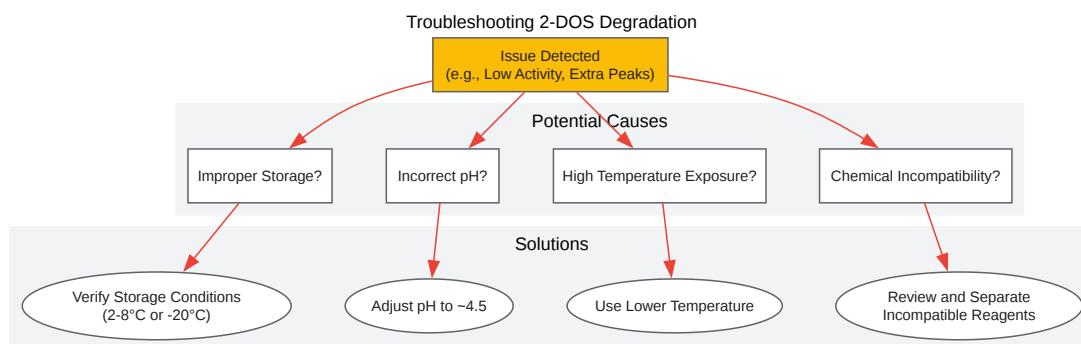 Troubleshooting 2-DOS Degradation
Issue Detected
(e.g., Low Activity, Extra Peaks)
Potential Causes
Improper Storage?
Incorrect pH?
High Temperature Exposure?
Chemical Incompatibility?
Solutions
Verify Storage Conditions
(2-8°C or -20°C)
Adjust pH to ~4.5
Use Lower Temperature
Review and Separate
Incompatible Reagents